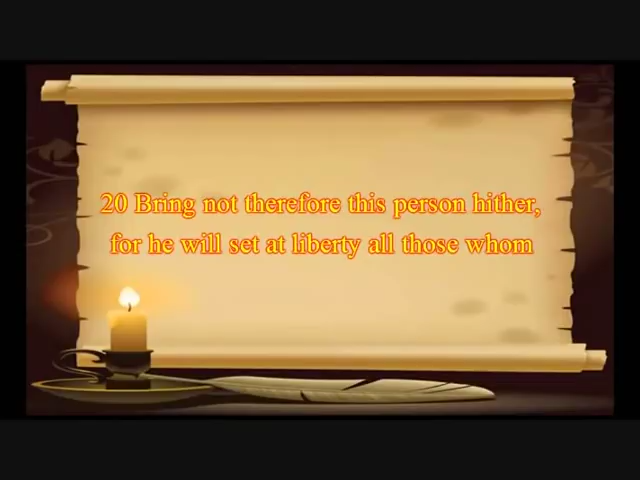 20 Bring not therefore this person hither,
for he will set at liberty all those whom